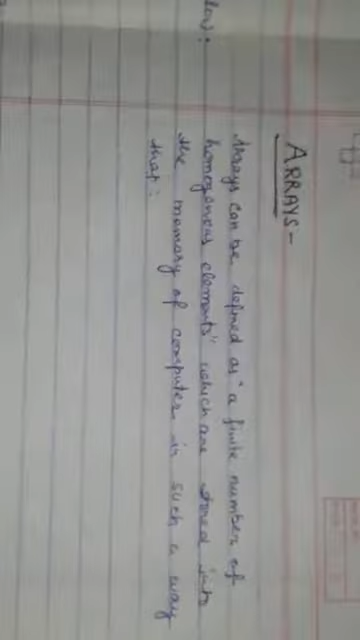 ARRAYS -
Arrays can be defined as "a finite number of
homogeneous elements" which are stored into
the memory of computer in such a way
that: